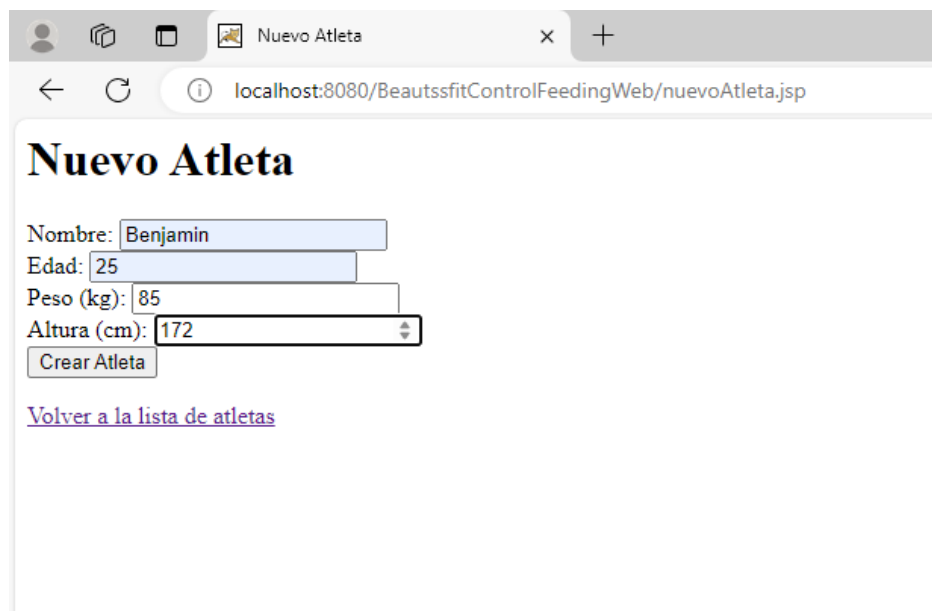 Nuevo Atleta
localhost:8080/BeautssfitControlFeedingWeb/nuevoAtleta.jsp
Nuevo Atleta
Nombre: Benjamin
Edad: 25
Peso (kg): 85
Altura (cm): 172
Crear Atleta
Volver a la lista de atletas